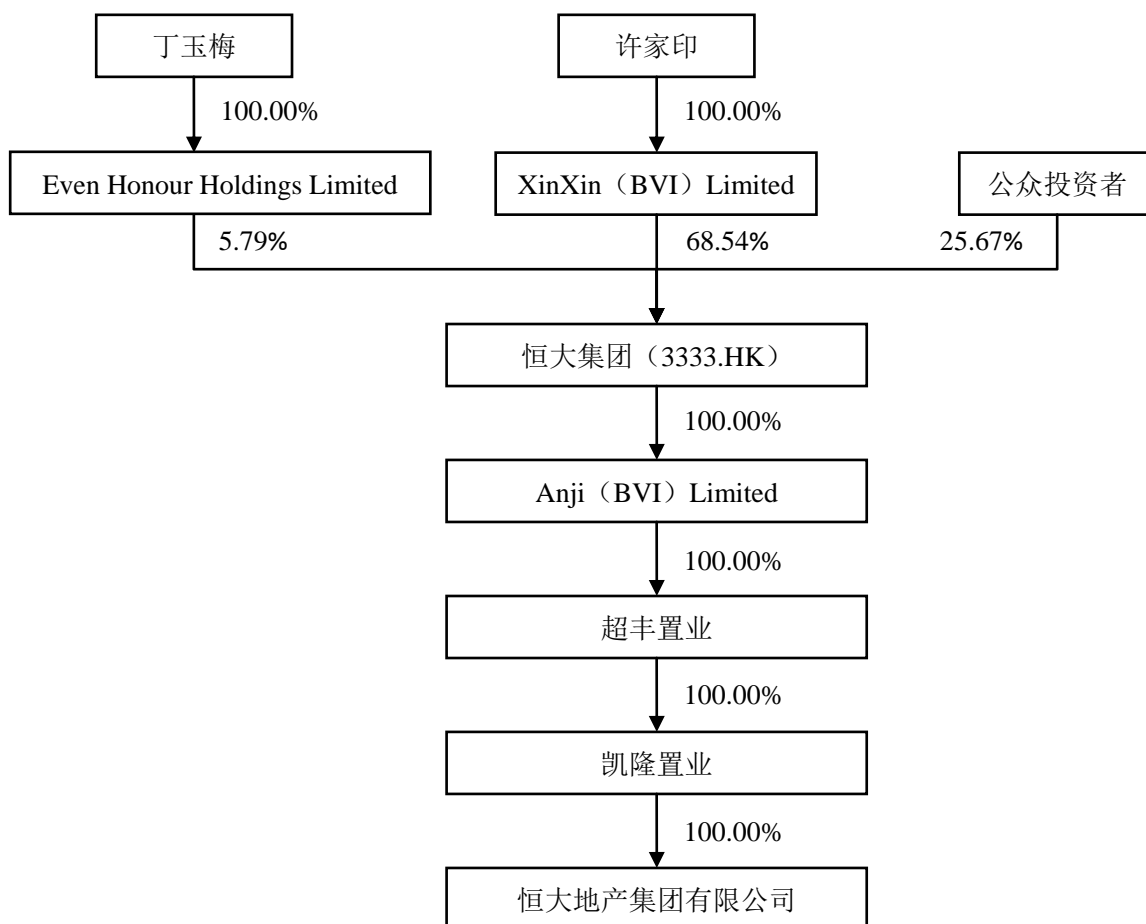 丁玉梅
许家印
100.00%
100.00%
Even Honour Holdings Limited
XinXin（BVI）Limited
公众投资者
5.79%
68.54%
25.67%
恒大集团（3333.HK）
100.00%
Anji（BVI）Limited
100.00%
超丰置业
100.00%
凯隆置业
100.00%
恒大地产集团有限公司